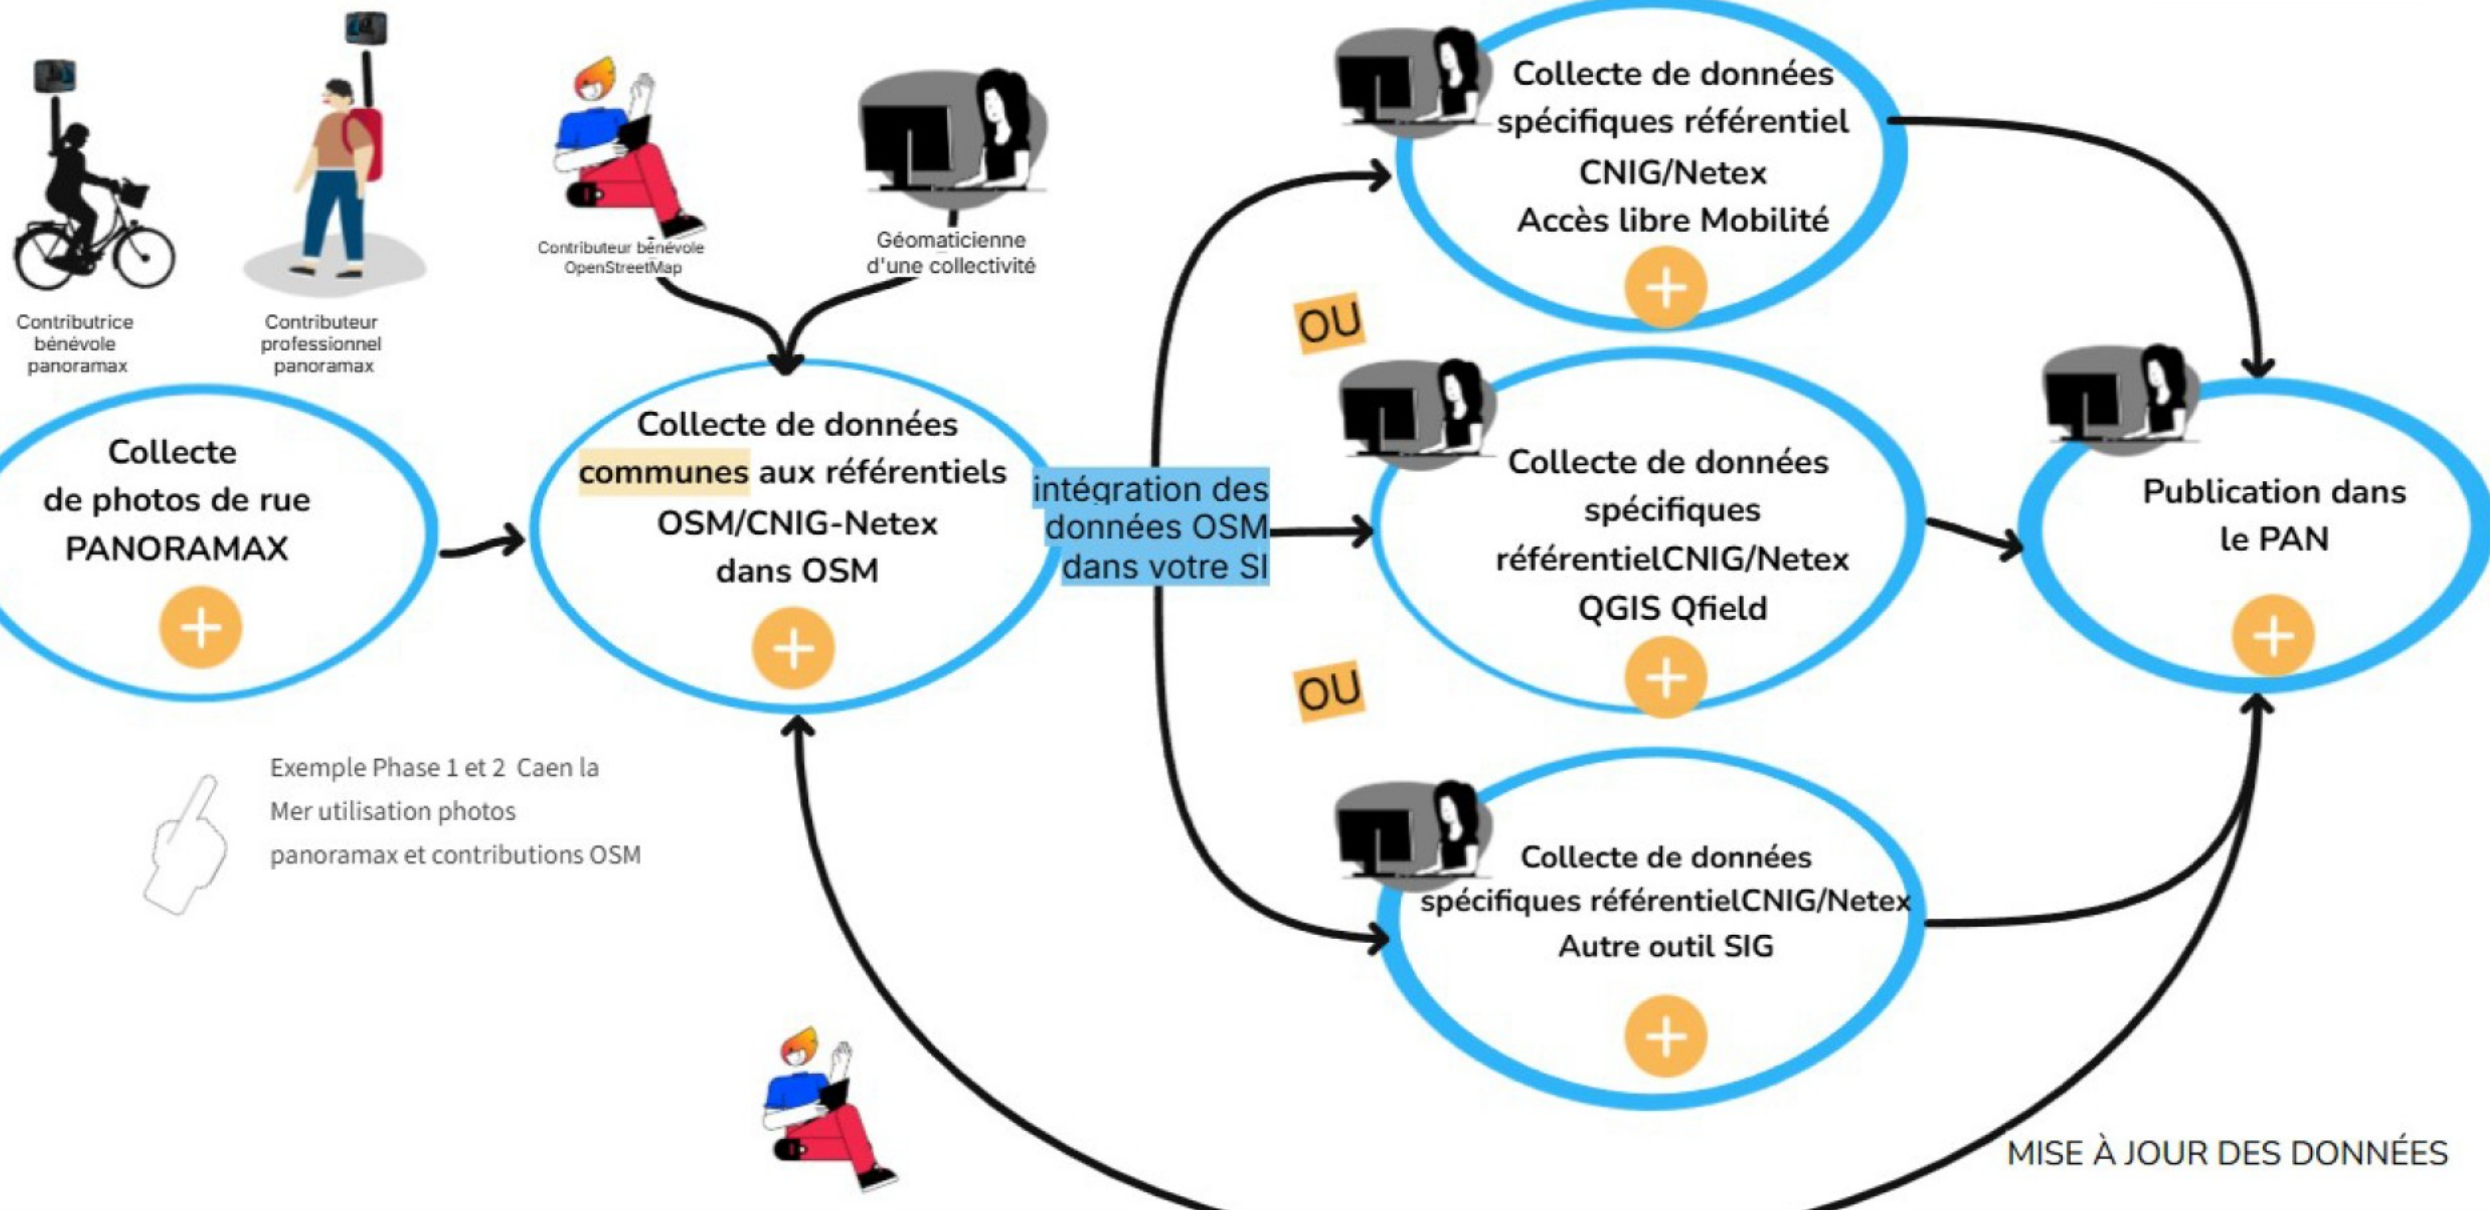 Contributrice
bénévole
panoramax
Contributeur
professionnel
panoramax
Contributeur bénévole
OpenStreetMap
Géomaticienne
d'une collectivité
Collecte
de photos de rue
PANORAMAX
Collecte de données
communes aux référentiels
OSM/CNIG-Netex
dans OSM
intégration des
données OSM
dans votre SI
Collecte de données
spécifiques référentiel
CNIG/Netex
Accès libre Mobilité
OU
Collecte de données
spécifiques
référentielCNIG/Netex
QGIS Qfield
OU
Collecte de données
spécifiques référentielCNIG/Netex
Autre outil SIG
Publication dans
le PAN
Exemple Phase 1 et 2 Caen la
Mer utilisation photos
panoramax et contributions OSM
MISE À JOUR DES DONNÉES